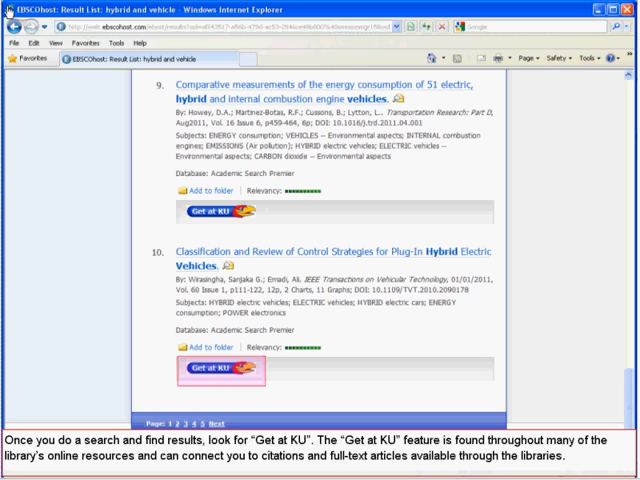 EBSCOhost: Result List: hybrid and vehicle - Windows Internet Explorer
Google
File Edit View Favorites Tools Help
Favorites EBSCOhost: Result List: hybrid and vehicle Page Safety Tools
9. Comparative measurements of the energy consumption of 51 electric,
hybrid and internal combustion engine vehicles.
By: Howey, D.A.; Martinez-Botas, R.F.; Cussons, B.; Lytton, L.. Transportation Research: Part D,
Aug2011, Vol. 16 Issue 6, p459-464, 6p; DOI: 10.1016/j.trd.2011.04.001
Subjects: ENERGY consumption; VEHICLES -- Environmental aspects; INTERNAL combustion
engines; EMISSIONS (Air pollution); HYBRID electric vehicles; ELECTRIC vehicles --
Environmental aspects; CARBON dioxide -- Environmental aspects
Database: Academic Search Premier
Add to folder Relevancy:
Get at KU
10. Classification and Review of Control Strategies for Plug-In Hybrid Electric
Vehicles.
By: Wirasingha, Sanjaka G.; Emadi, Ali. IEEE Transactions on Vehicular Technology, 01/01/2011,
Vol. 60 Issue 1, p111-122, 12p, 2 Charts, 11 Graphs; DOI: 10.1109/TVT.2010.2090178
Subjects: HYBRID electric vehicles; ELECTRIC vehicles; HYBRID electric cars; ENERGY
consumption; POWER electronics
Database: Academic Search Premier
Add to folder Relevancy:
Get at KU
Page: 1 2 3 4 5 Next
Once you do a search and find results, look for “Get at KU”. The “Get at KU” feature is found throughout many of the
library’s online resources and can connect you to citations and full-text articles available through the libraries.